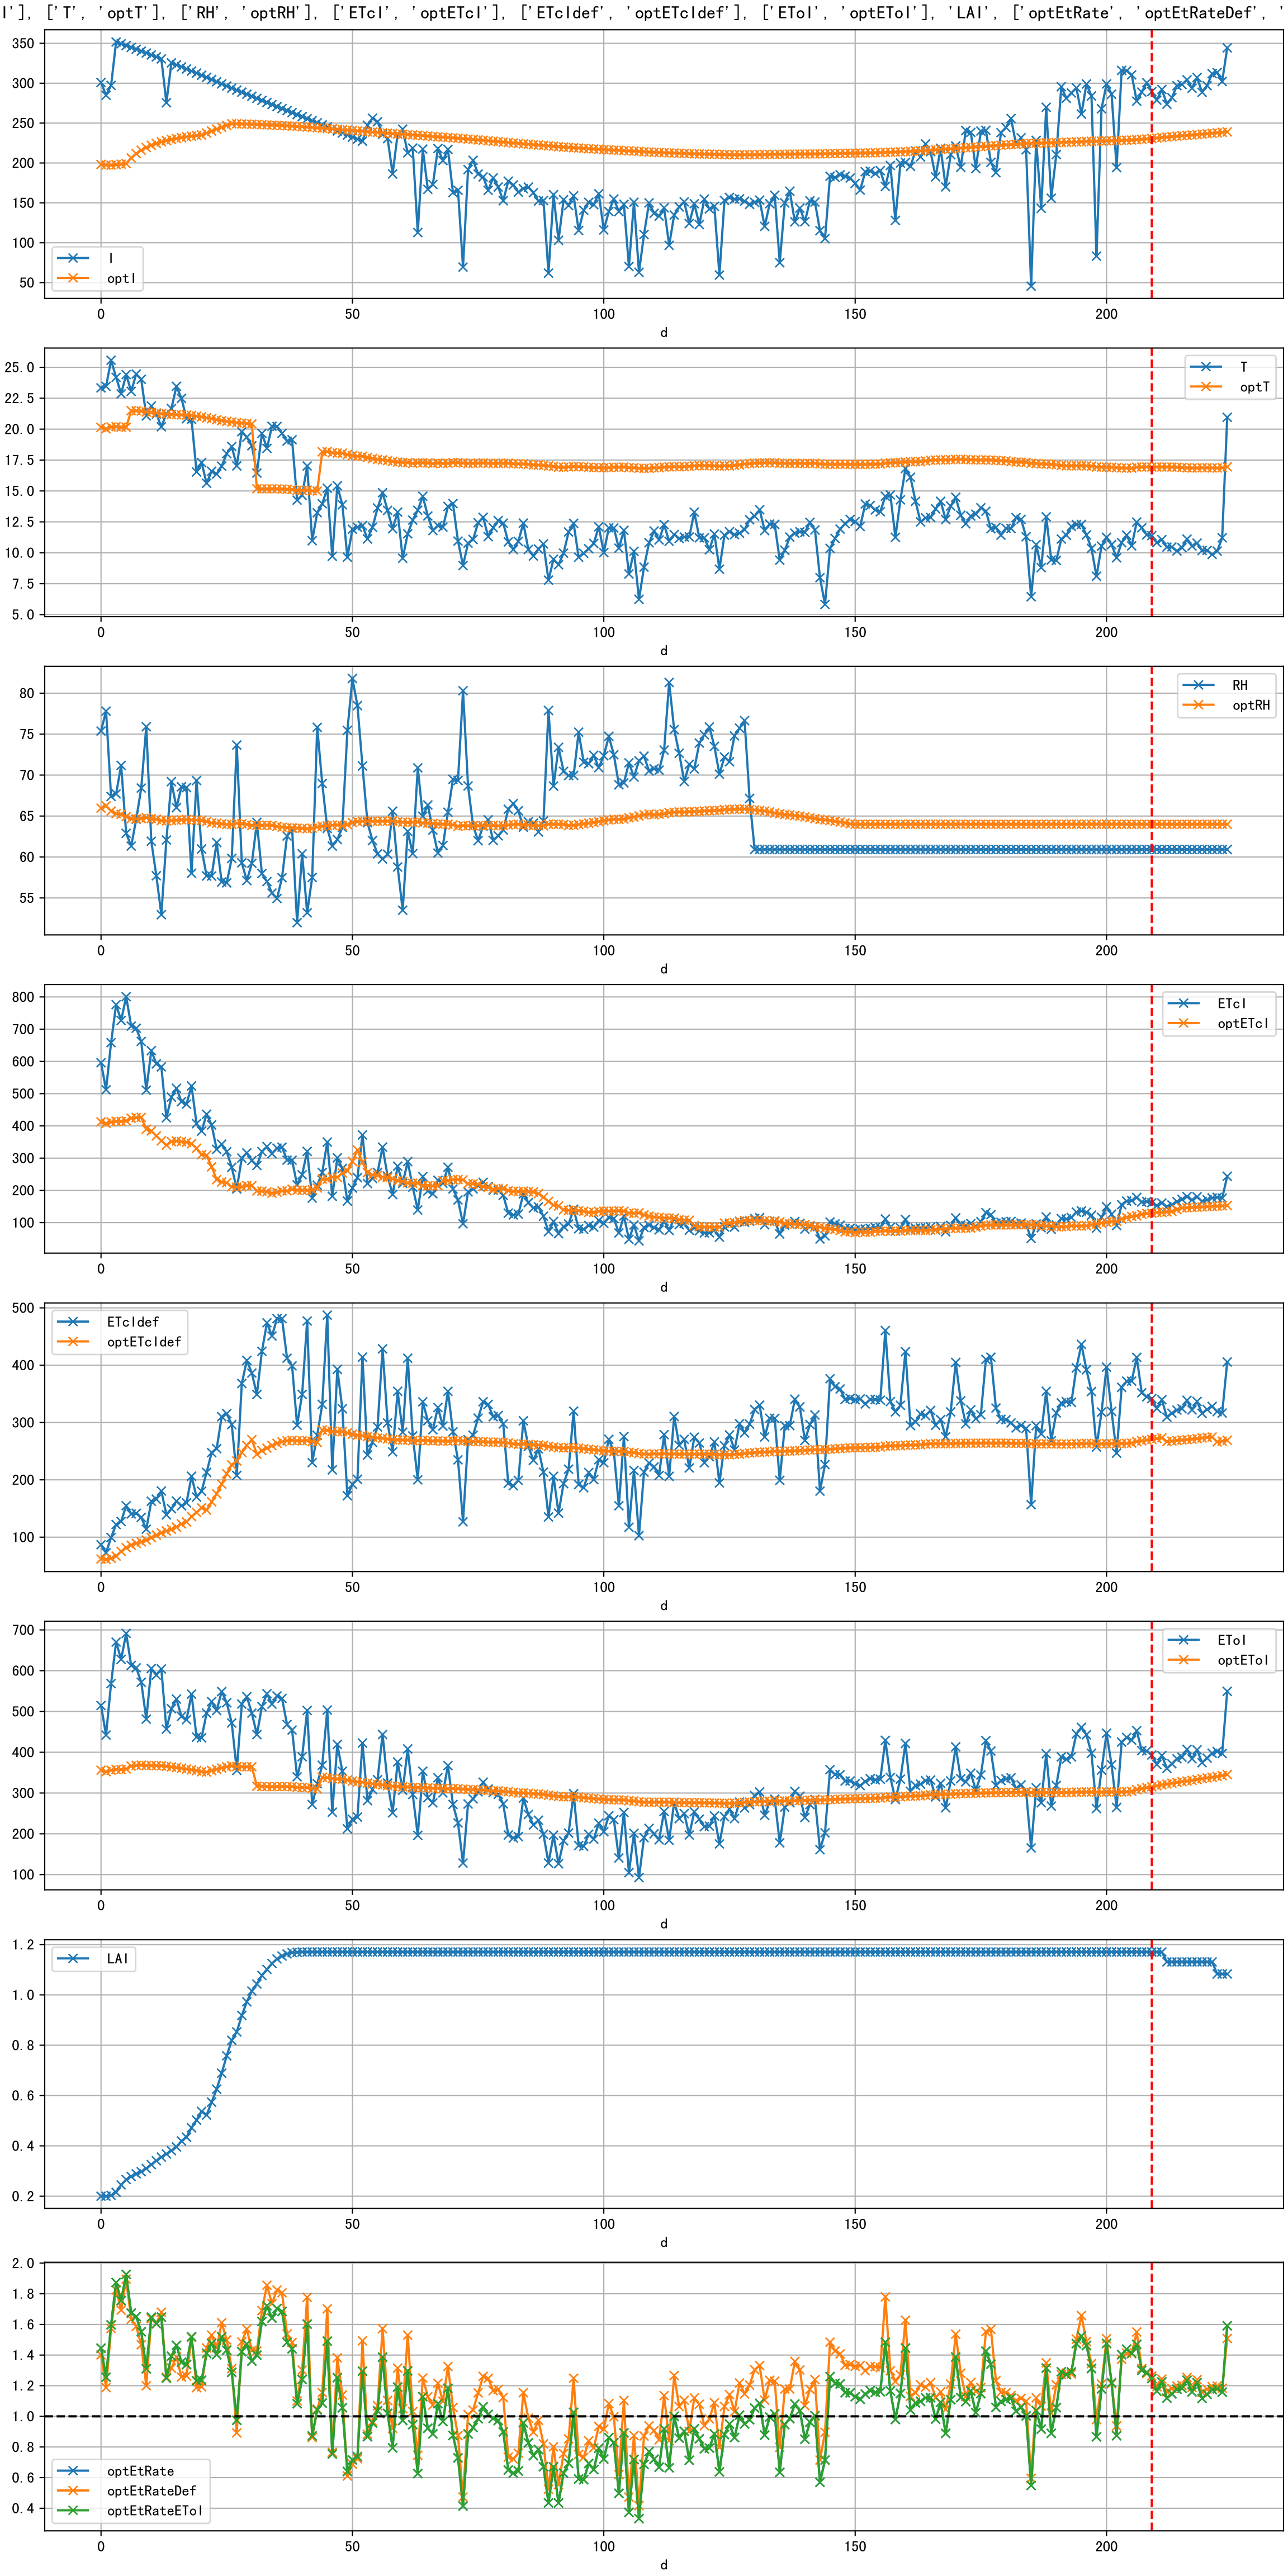 I'], ['T', 'optT'], ['RH', 'optRH'], ['ETcI', 'optETcI'], ['ETcIdef', 'optETcIdef'], ['EToI', 'optEToI'], 'LAI', ['optEtRate', 'optEtRateDef', '
350
300
250
200
150
100
50
I
optI
0 50 100 150 200
d
25.0
22.5
20.0
17.5
15.0
12.5
10.0
7.5
5.0
T
optT
0 50 100 150 200
d
80
75
70
65
60
55
RH
optRH
0 50 100 150 200
d
800
700
600
500
400
300
200
100
ETcI
optETcI
0 50 100 150 200
d
500
400
300
200
100
ETcIdef
optETcIdef
0 50 100 150 200
d
700
600
500
400
300
200
100
EToI
optEToI
0 50 100 150 200
d
1.2
1.0
0.8
0.6
0.4
0.2
LAI
0 50 100 150 200
d
2.0
1.8
1.6
1.4
1.2
1.0
0.8
0.6
0.4
optEtRate
optEtRateDef
optEtRateEToI
0 50 100 150 200
d